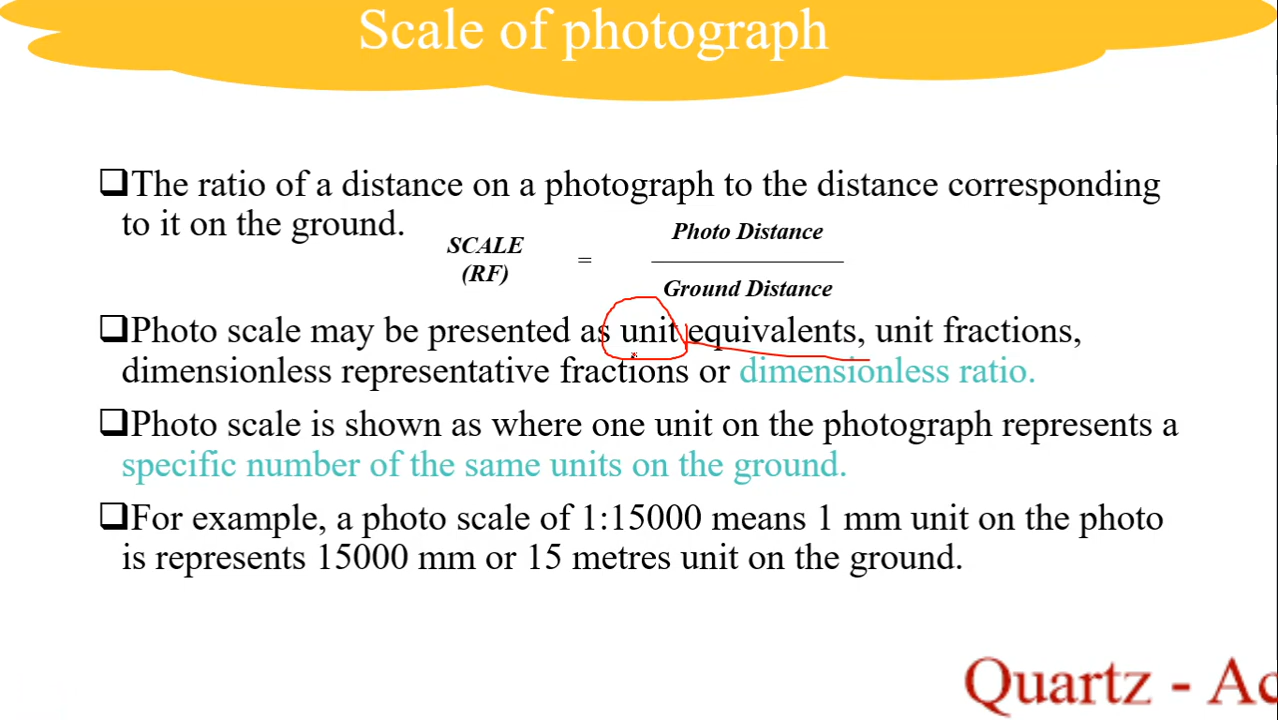 Scale of photograph
❑The ratio of a distance on a photograph to the distance corresponding
to it on the ground.
SCALE
(RF)
=
Photo Distance
Ground Distance
❑Photo scale may be presented as unit equivalents, unit fractions,
dimensionless representative fractions or dimensionless ratio.
❑Photo scale is shown as where one unit on the photograph represents a
specific number of the same units on the ground.
❑For example, a photo scale of 1:15000 means 1 mm unit on the photo
is represents 15000 mm or 15 metres unit on the ground.
Quartz - Ac